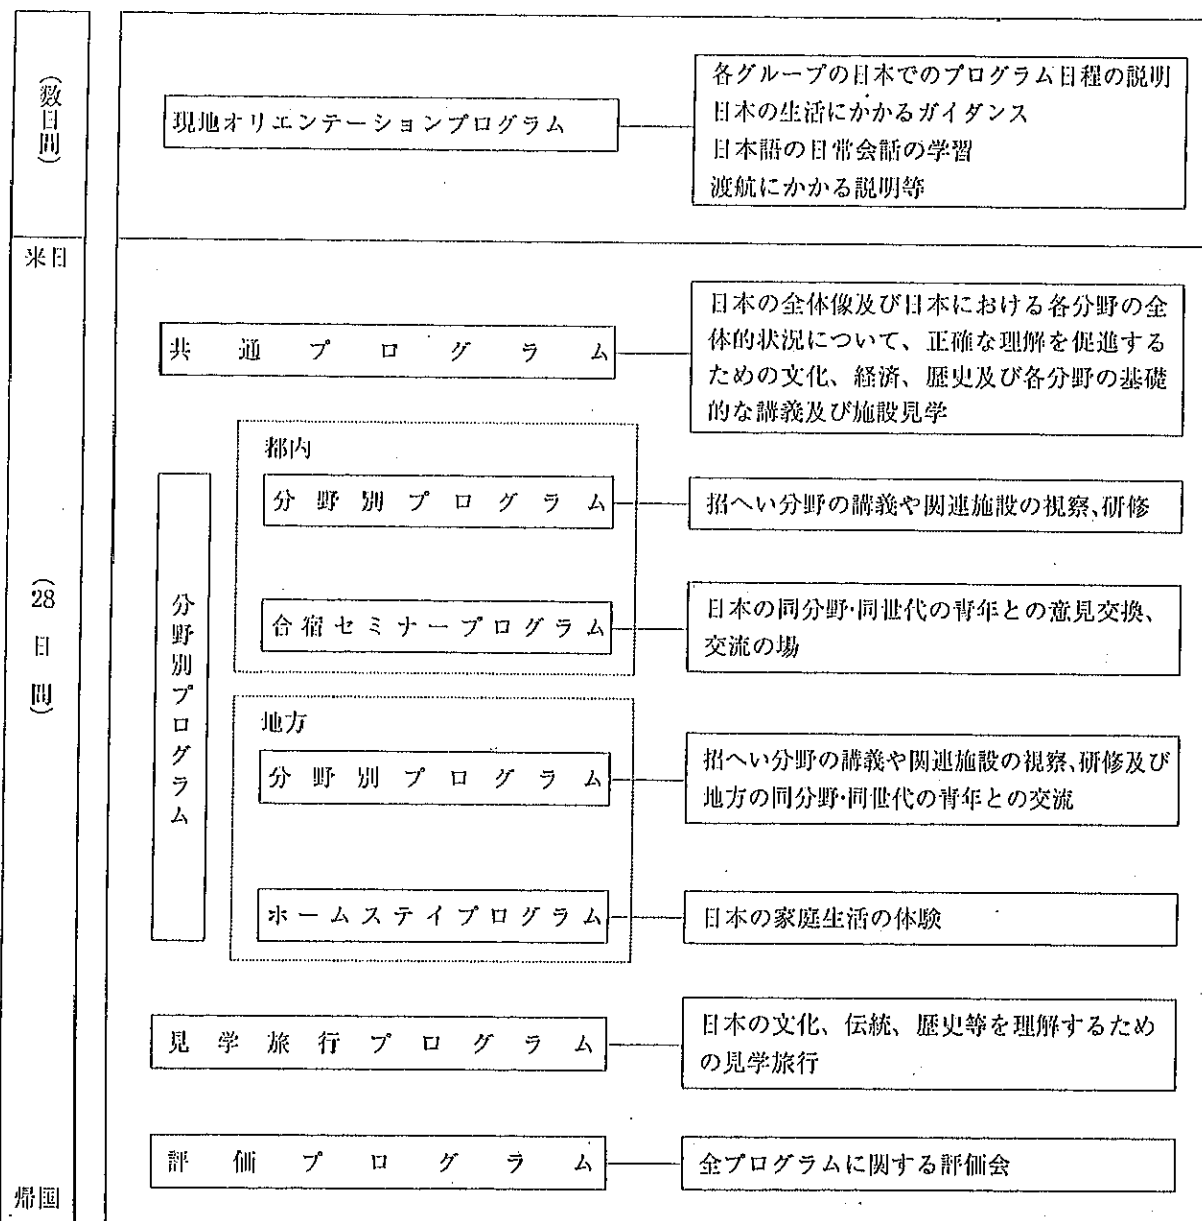 (数日間)
現地オリエンテーションプログラム
各グループの日本でのプログラム日程の説明
日本の生活にかかるガイダンス
日本語の日常会話の学習
渡航にかかる説明等
来日
(28日間)
共通プログラム
日本の全体像及び日本における各分野の全
体的状況について、正確な理解を促進する
ための文化、経済、歴史及び各分野の基礎
的な講義及び施設見学
分野別プログラム
都内
分野別プログラム
招へい分野の講義や関連施設の視察、研修
合宿セミナープログラム
日本の同分野・同世代の青年との意見交換、
交流の場
地方
分野別プログラム
招へい分野の講義や関連施設の視察、研修及び
地方の同分野・同世代の青年との交流
ホームステイプログラム
日本の家庭生活の体験
見学旅行プログラム
日本の文化、伝統、歴史等を理解するため
の見学旅行
評価プログラム
全プログラムに関する評価会
帰国